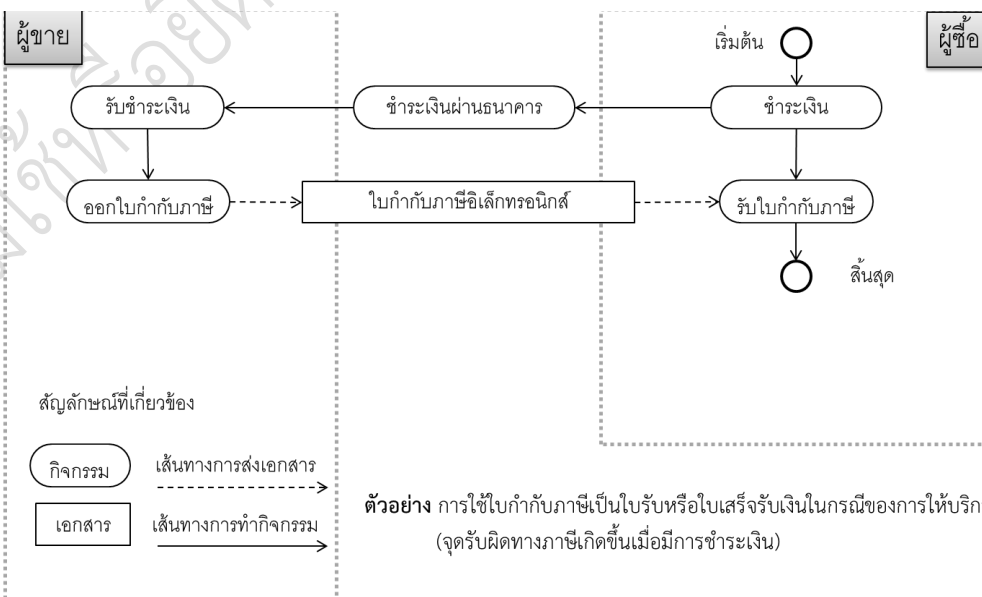 ผู้ขาย
ผู้ซื้อ
เริ่มต้น
รับชำระเงิน
ชำระเงินผ่านธนาคาร
ชำระเงิน
ออกใบกำกับภาษี
ใบกำกับภาษีอิเล็กทรอนิกส์
รับใบกำกับภาษี
สิ้นสุด
สัญลักษณ์ที่เกี่ยวข้อง
กิจกรรม
เส้นทางการส่งเอกสาร
เอกสาร
เส้นทางการทำกิจกรรม
ตัวอย่าง การใช้ใบกำกับภาษีเป็นใบรับหรือใบเสร็จรับเงินในกรณีของการให้บริก
(จุดรับผิดทางภาษีเกิดขึ้นเมื่อมีการชำระเงิน)